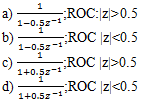 a) 1/(1−0.5z⁻¹);ROC:|z|>0.5
b) 1/(1−0.5z⁻¹);ROC |z|<0.5
c) 1/(1+0.5z⁻¹);ROC |z|>0.5
d) 1/(1+0.5z⁻¹);ROC |z|<0.5